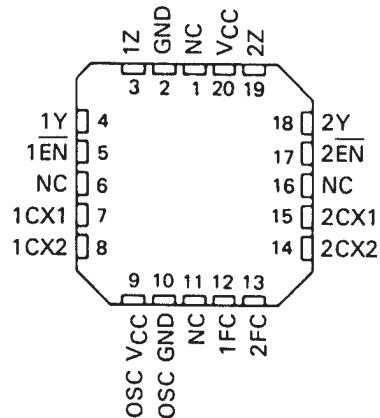 1Z
GND
NC
VCC
2Z
3 2 1 20 19
1Y 4
1EN 5
NC 6
1CX1 7
1CX2 8
18 2Y
17 2EN
16 NC
15 2CX1
14 2CX2
9 10 11 12 13
OSC VCC
OSC GND
NC
1FC
2FC